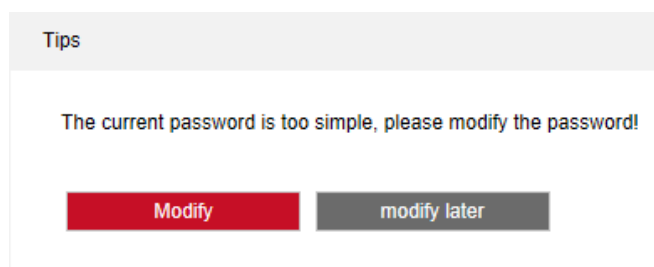 Tips
The current password is too simple, please modify the password!
Modify modify later